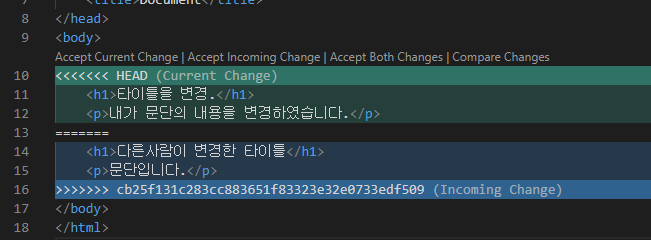 7 <title>Document</title>
8 </head>
9 <body>
Accept Current Change | Accept Incoming Change | Accept Both Changes | Compare Changes
10 <<<<<<< HEAD (Current Change)
11 <h1>타이틀을 변경.</h1>
12 <p>내가 문단의 내용을 변경하였습니다.</p>
13 =======
14 <h1>다른사람이 변경한 타이틀</h1>
15 <p>문단입니다.</p>
16 >>>>>>> cb25f131c283cc883651f83323e32e0733edf509 (Incoming Change)
17 </body>
18 </html>